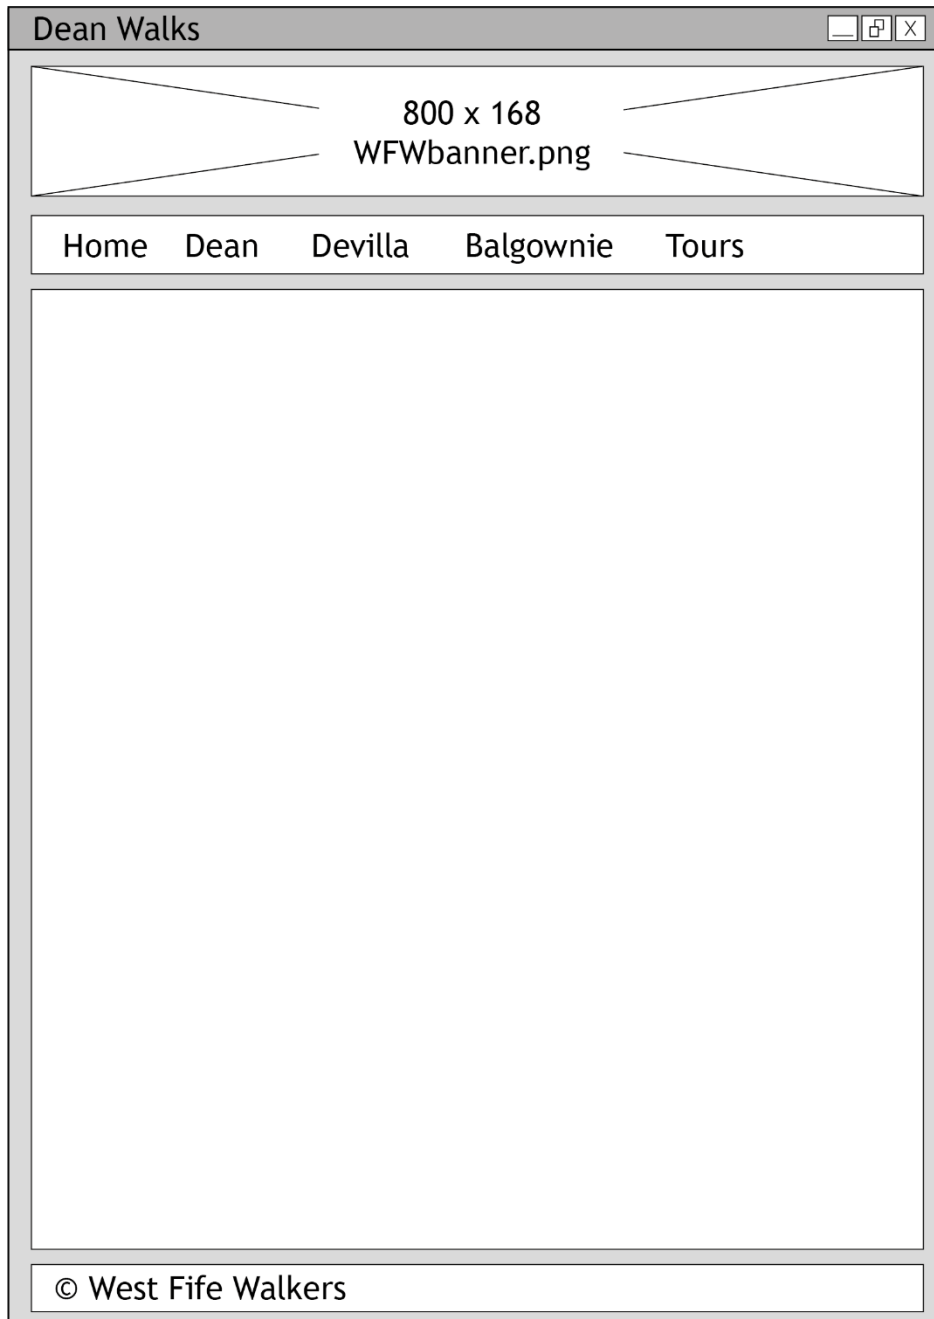 Dean Walks
X
800 x 168
WFWbanner.png
Home Dean Devilla Balgownie Tours
© West Fife Walkers